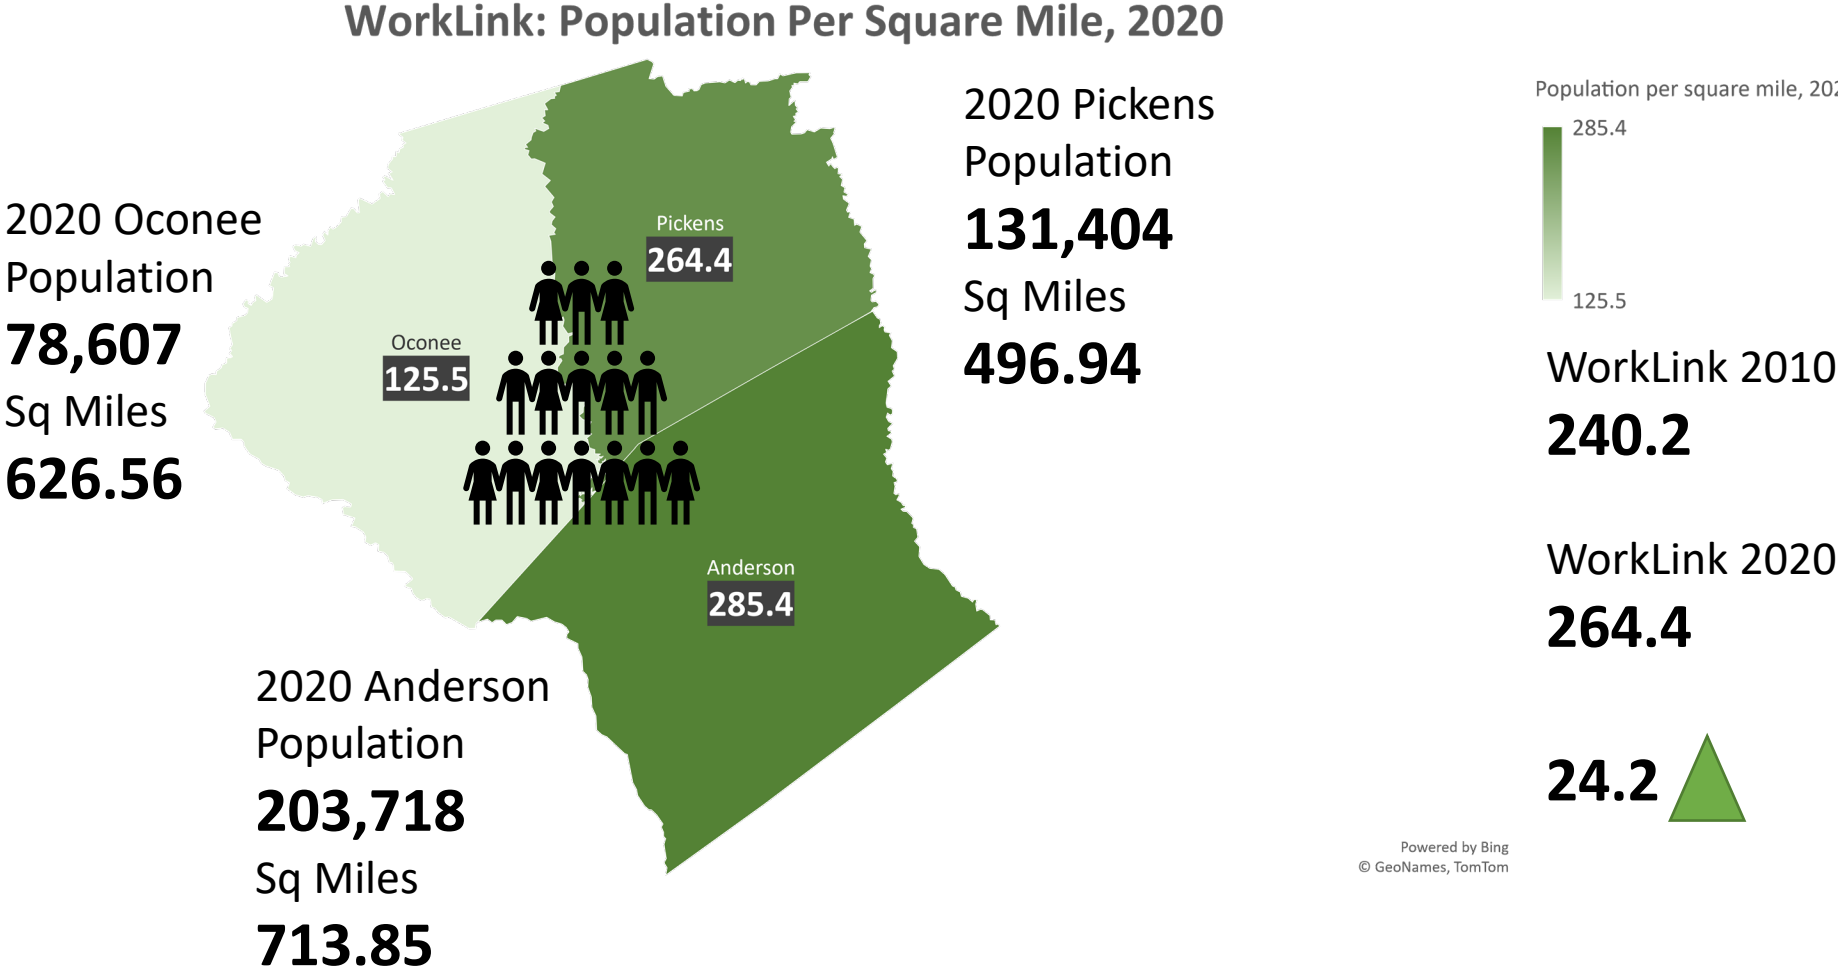 WorkLink: Population Per Square Mile, 2020
2020 Oconee
Population
78,607
Sq Miles
626.56
Oconee
125.5
Pickens
264.4
Anderson
285.4
2020 Pickens
Population
131,404
Sq Miles
496.94
2020 Anderson
Population
203,718
Sq Miles
713.85
Population per square mile, 202
285.4
125.5
WorkLink 2010
240.2
WorkLink 2020
264.4
24.2
Powered by Bing
© GeoNames, TomTom